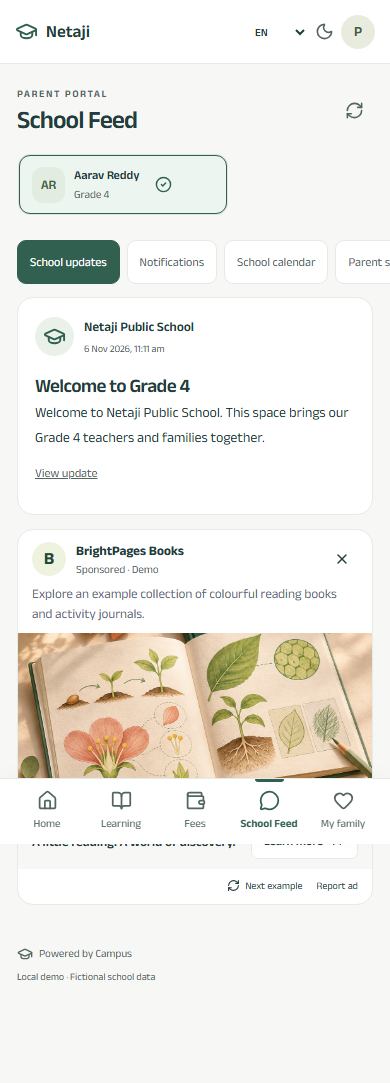 Netaji
EN
P
PARENT PORTAL
School Feed
AR
Aarav Reddy
Grade 4
School updates
Notifications
School calendar
Parent s
Netaji Public School
6 Nov 2026, 11:11 am
Welcome to Grade 4
Welcome to Netaji Public School. This space brings our
Grade 4 teachers and families together.
View update
B
BrightPages Books
Sponsored · Demo
Explore an example collection of colourful reading books
and activity journals.
Home
Learning
Fees
School Feed
My family
Next example
Report ad
Powered by Campus
Local demo · Fictional school data